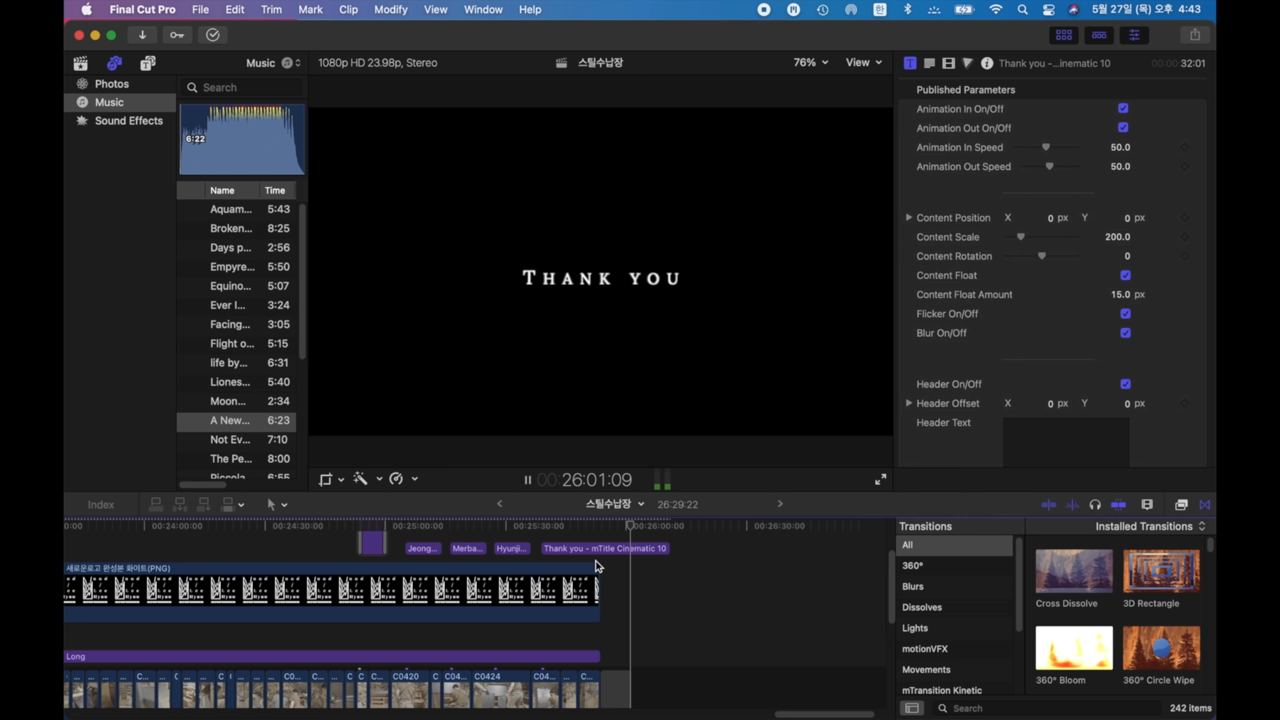 Final Cut Pro File Edit Trim Mark Clip Modify View Window Help 한 5월 27일 (목) 오후 4:43
Music 1080p HD 23.98p, Stereo 스틸수납장 76% View Thank you -...inematic 10 00:00 32:01
Photos
Music
Sound Effects
Search
6:22
Name Time
Aquam... 5:43
Broken... 8:25
Days p... 2:56
Empyre... 5:50
Equino... 5:07
Ever I... 3:24
Facing... 3:05
Flight o... 5:15
life by... 6:31
Liones... 5:40
Moon... 2:34
A New... 6:23
Not Ev... 7:10
The Pe... 8:00
Piccola 6:55
THANK YOU
Published Parameters
Animation In On/Off
Animation Out On/Off
Animation In Speed 50.0
Animation Out Speed 50.0
Content Position X 0 px Y 0 px
Content Scale 200.0
Content Rotation 0
Content Float
Content Float Amount 15.0 px
Flicker On/Off
Blur On/Off
Header On/Off
Header Offset X 0 px Y 0 px
Header Text
00:26:01:09
Index 스틸수납장 26:29:22
0:00 00:24:00:00 00:24:30:00 00:25:00:00 00:25:30:00 00:26:00:00 00:26:30:00
Jeong... Merba... Hyunji... Thank you - mTitle Cinematic 10
새로운로고 완성본 화이트(PNG)
Long
... ... ... ... C... ... C ... ... C... C0... C... ... C C C... C0420 C C04... C0424 C04... C...
Transitions Installed Transitions
All
360°
Blurs
Dissolves
Lights
motionVFX
Movements
mTransition Kinetic
Cross Dissolve 3D Rectangle
360° Bloom 360° Circle Wipe
Search 242 items